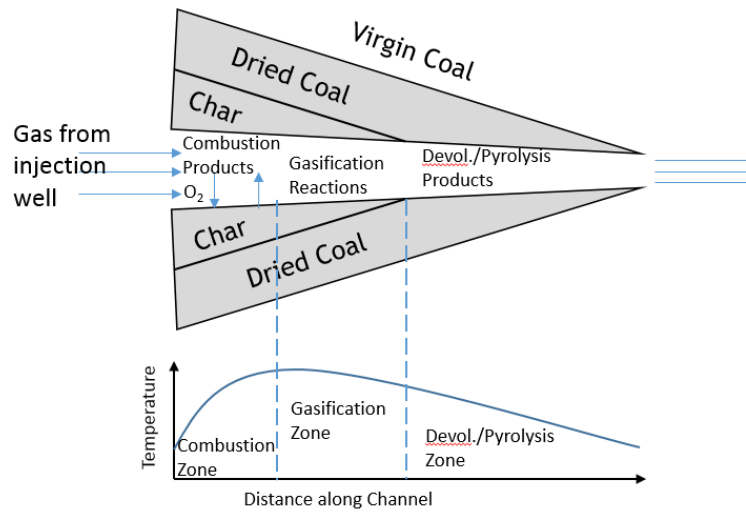 Virgin Coal
Dried Coal
Char
Gas from
injection
well
Combustion
Products
O2
Gasification
Reactions
Devol./Pyrolysis
Products
Char
Dried Coal
Temperature
Combustion
Zone
Gasification
Zone
Devol./Pyrolysis
Zone
Distance along Channel